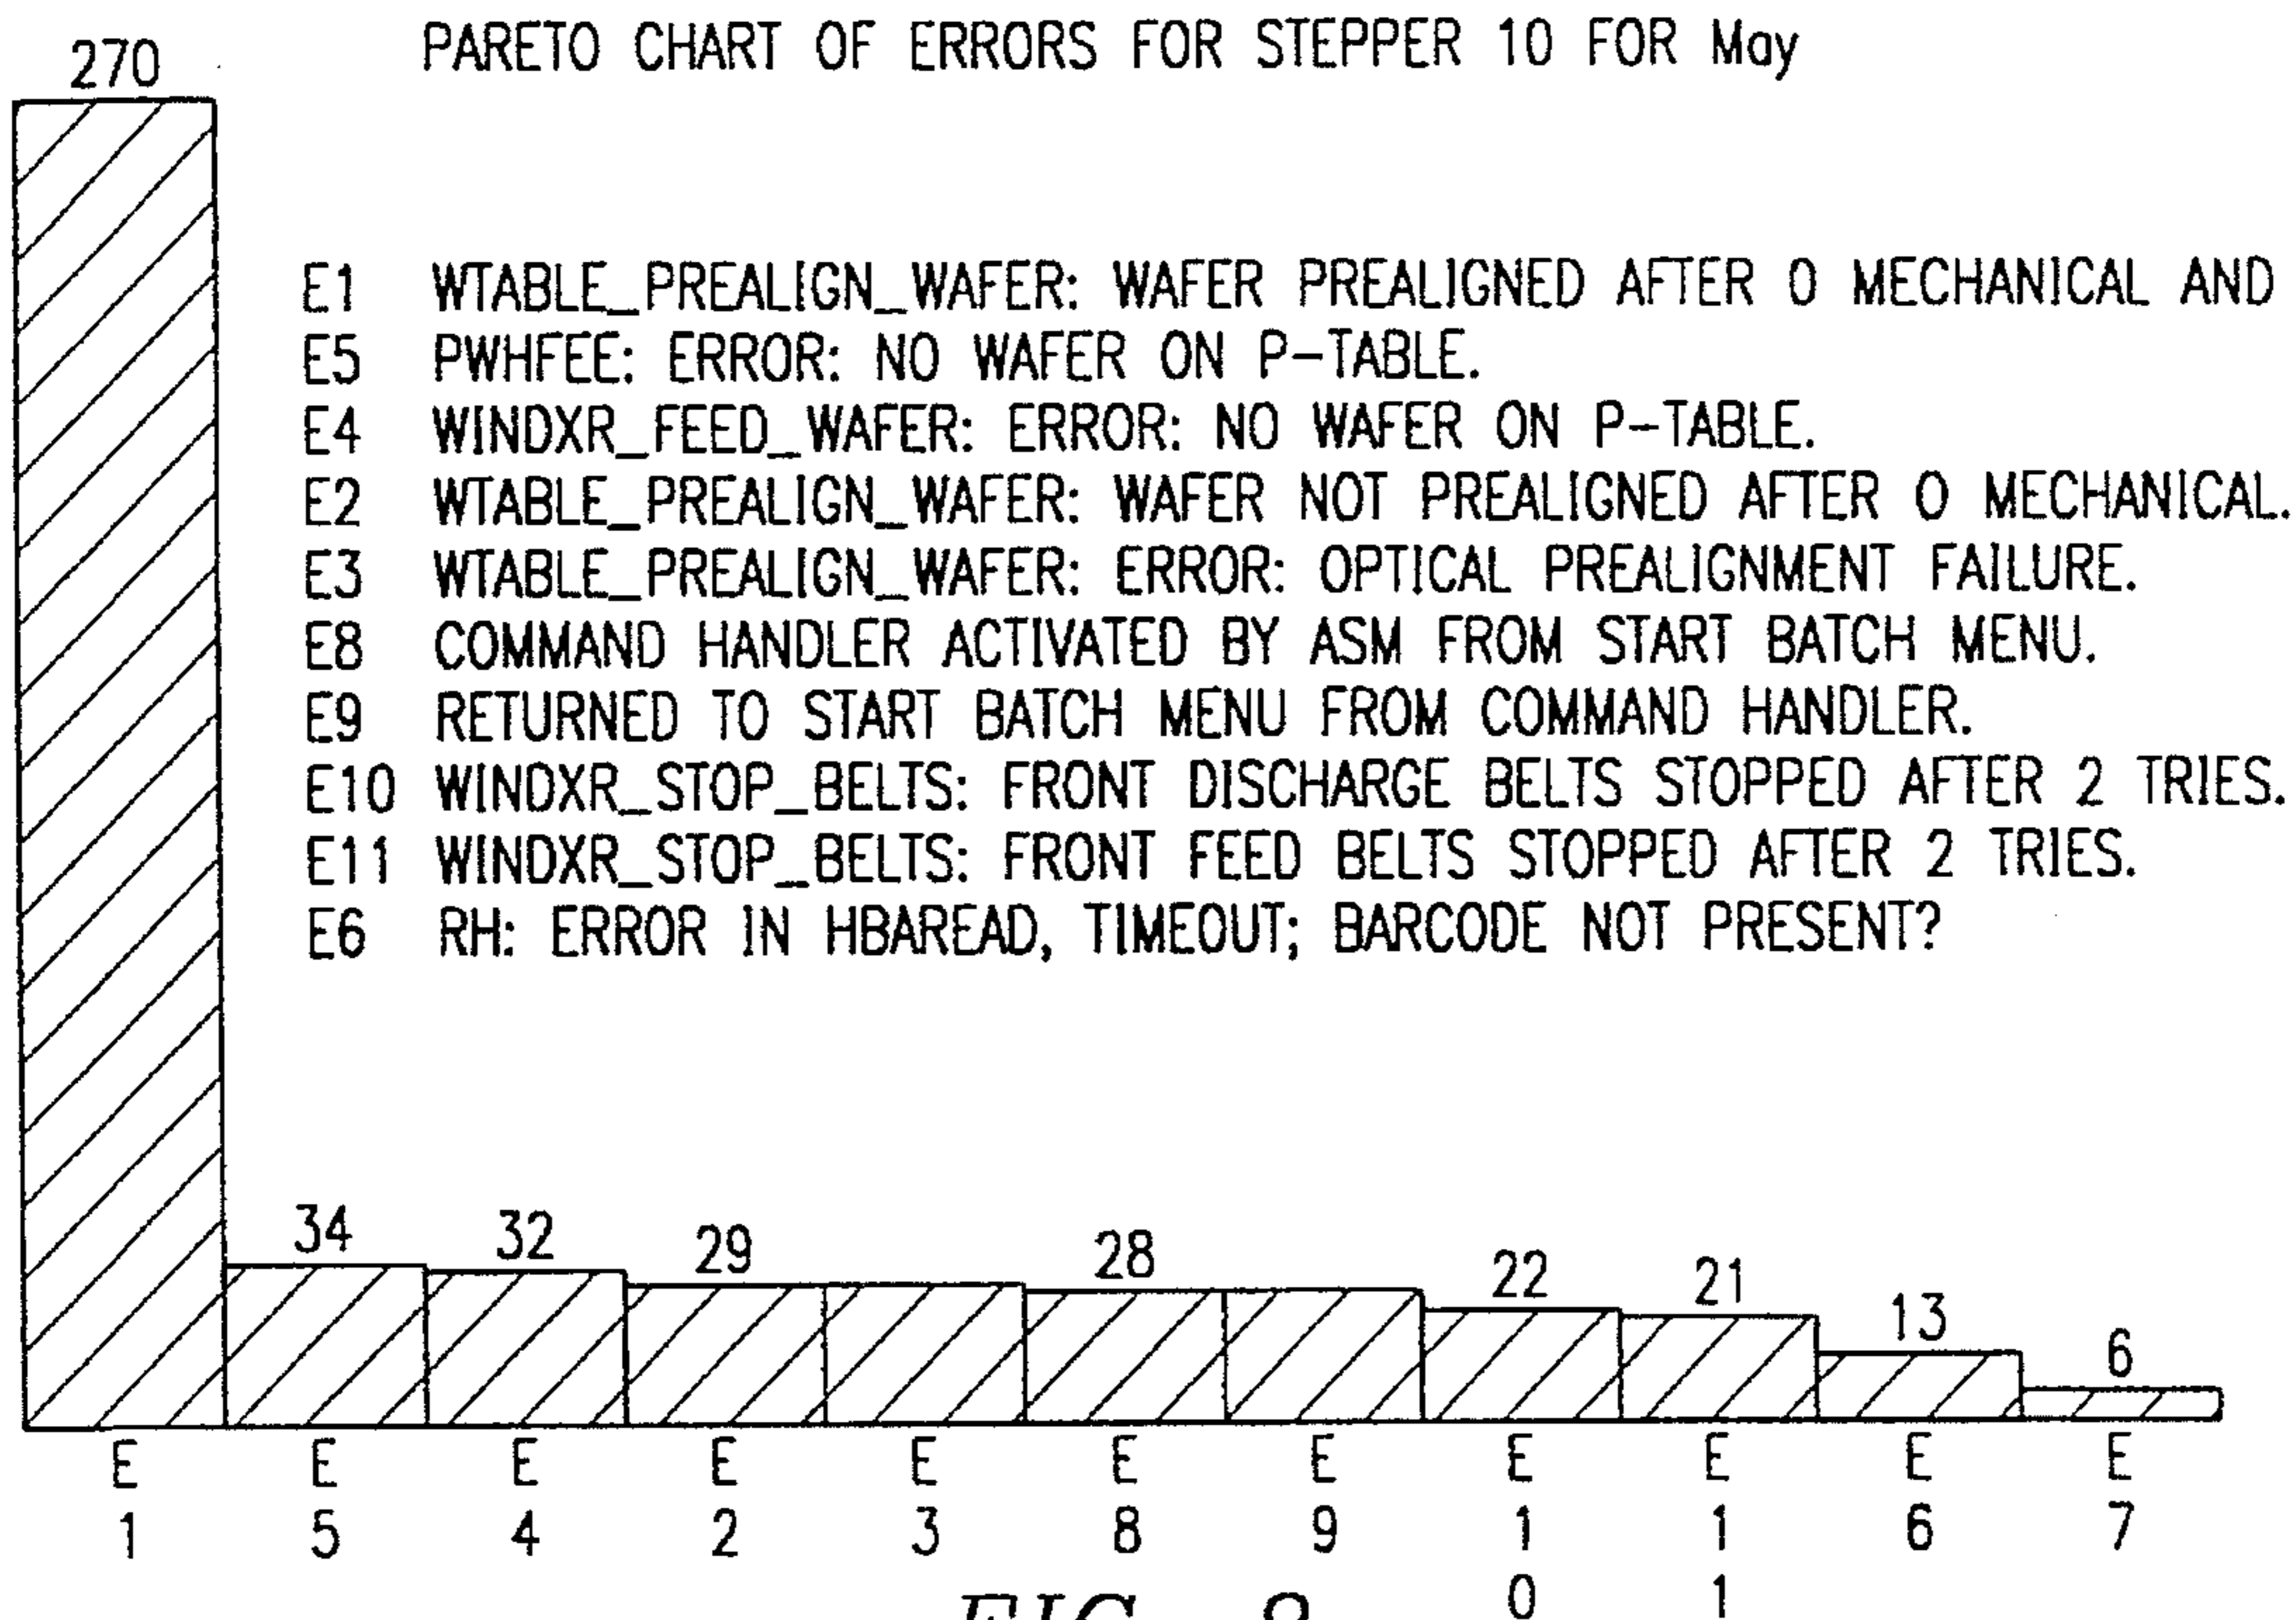 PARETO CHART OF ERRORS FOR STEPPER 10 FOR May
270
E1 WTABLE_PREALIGN_WAFER: WAFER PREALIGNED AFTER 0 MECHANICAL AND
E5 PWHFEE: ERROR: NO WAFER ON P-TABLE.
E4 WINDXR_FEED_WAFER: ERROR: NO WAFER ON P-TABLE.
E2 WTABLE_PREALIGN_WAFER: WAFER NOT PREALIGNED AFTER 0 MECHANICAL.
E3 WTABLE_PREALIGN_WAFER: ERROR: OPTICAL PREALIGNMENT FAILURE.
E8 COMMAND HANDLER ACTIVATED BY ASM FROM START BATCH MENU.
E9 RETURNED TO START BATCH MENU FROM COMMAND HANDLER.
E10 WINDXR_STOP_BELTS: FRONT DISCHARGE BELTS STOPPED AFTER 2 TRIES.
E11 WINDXR_STOP_BELTS: FRONT FEED BELTS STOPPED AFTER 2 TRIES.
E6 RH: ERROR IN HBAREAD, TIMEOUT; BARCODE NOT PRESENT?
34 32 29 28 22 21 13 6
E E E E E E E E E E E
1 5 4 2 3 8 9 1 1 6 7
0 1